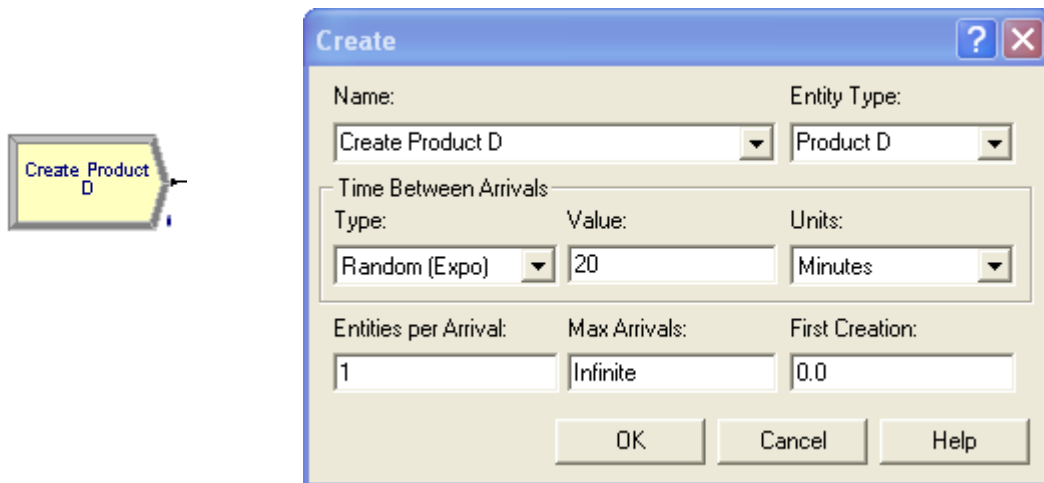 Create Product
D
Create
Name:
Entity Type:
Create Product D
Product D
Time Between Arrivals
Type:
Value:
Units:
Random (Expo)
20
Minutes
Entities per Arrival:
Max Arrivals:
First Creation:
1
Infinite
0.0
OK
Cancel
Help